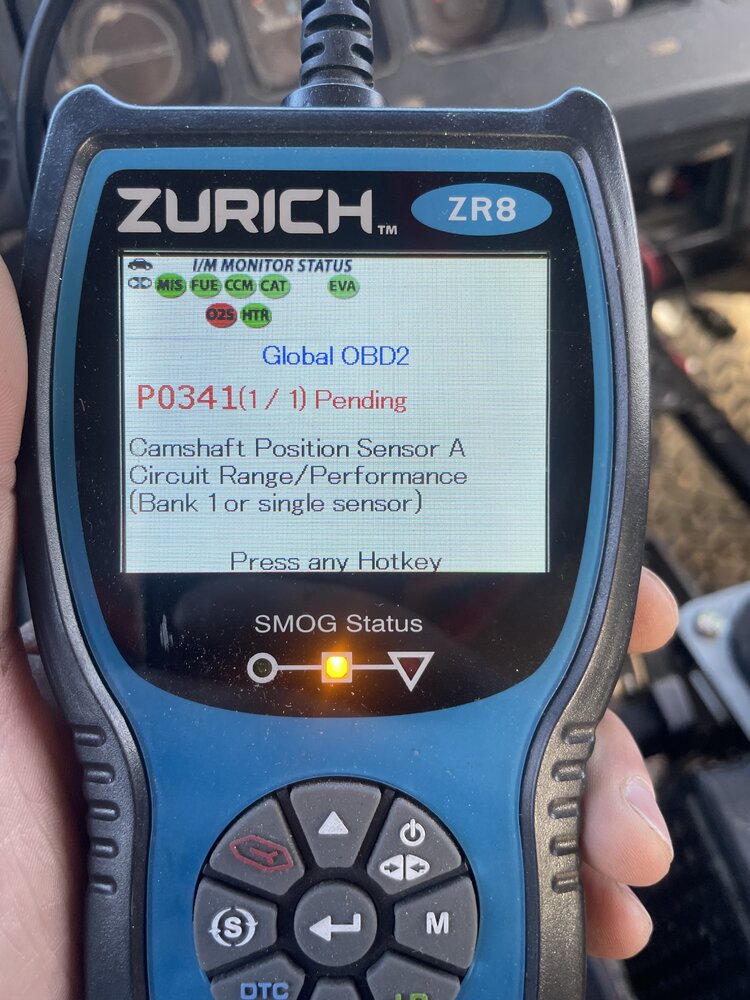 ZURICH™
ZR8
I/M MONITOR STATUS
MIS FUE CCM CAT EVA
O2S HTR
Global OBD2
P0341(1 / 1) Pending
Camshaft Position Sensor A
Circuit Range/Performance
(Bank 1 or single sensor)
Press any Hotkey
SMOG Status
S
M
DTC
LD